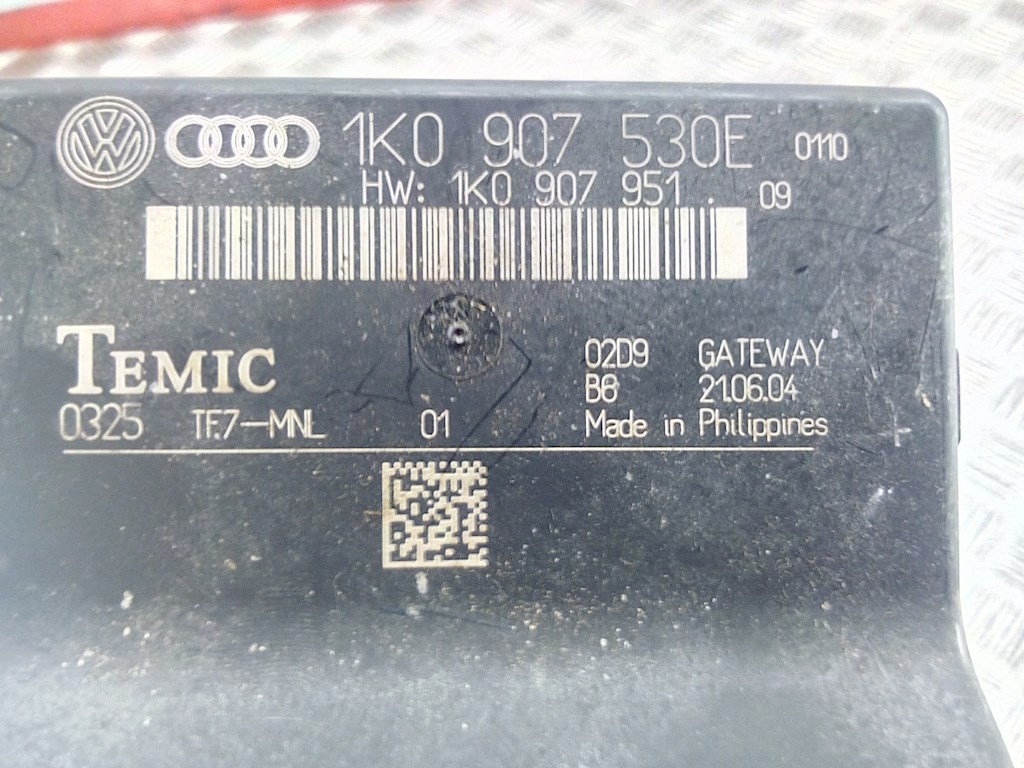 1K0 907 530E 0110
HW: 1K0 907 951 . 09
TEMIC
02D9 GATEWAY
B8 21.06.04
0325 TF.7-MNL 01 Made in Philippines